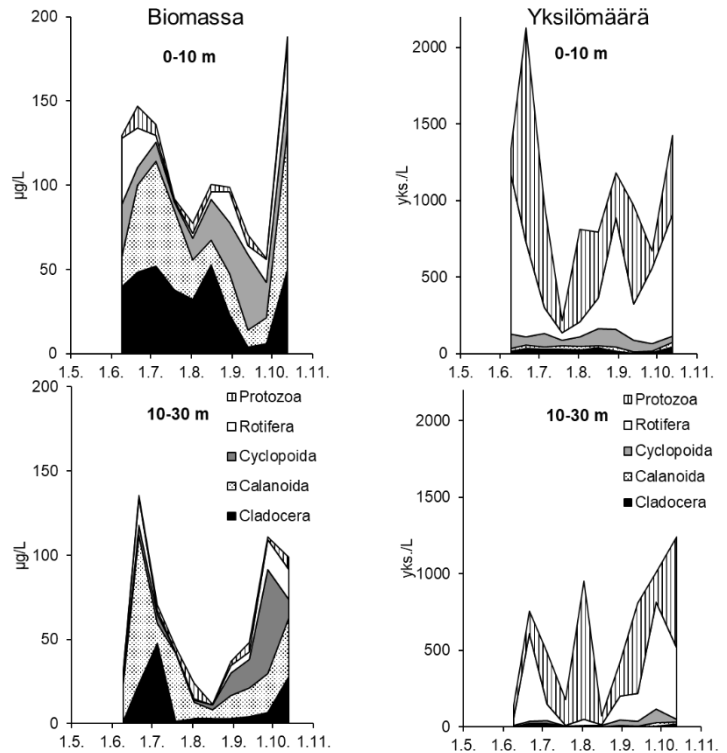 Biomassa
0-10 m
200
150
100
50
0
µg/L
1.5. 1.6. 1.7. 1.8. 1.9. 1.10. 1.11.
Yksilömäärä
0-10 m
2000
1500
1000
500
0
yks./L
1.5. 1.6. 1.7. 1.8. 1.9. 1.10. 1.11.
10-30 m
200
150
100
50
0
µg/L
Protozoa
Rotifera
Cyclopoida
Calanoida
Cladocera
1.5. 1.6. 1.7. 1.8. 1.9. 1.10. 1.11.
10-30 m
2000
1500
1000
500
0
yks./L
Protozoa
Rotifera
Cyclopoida
Calanoida
Cladocera
1.5. 1.6. 1.7. 1.8. 1.9. 1.10. 1.11.